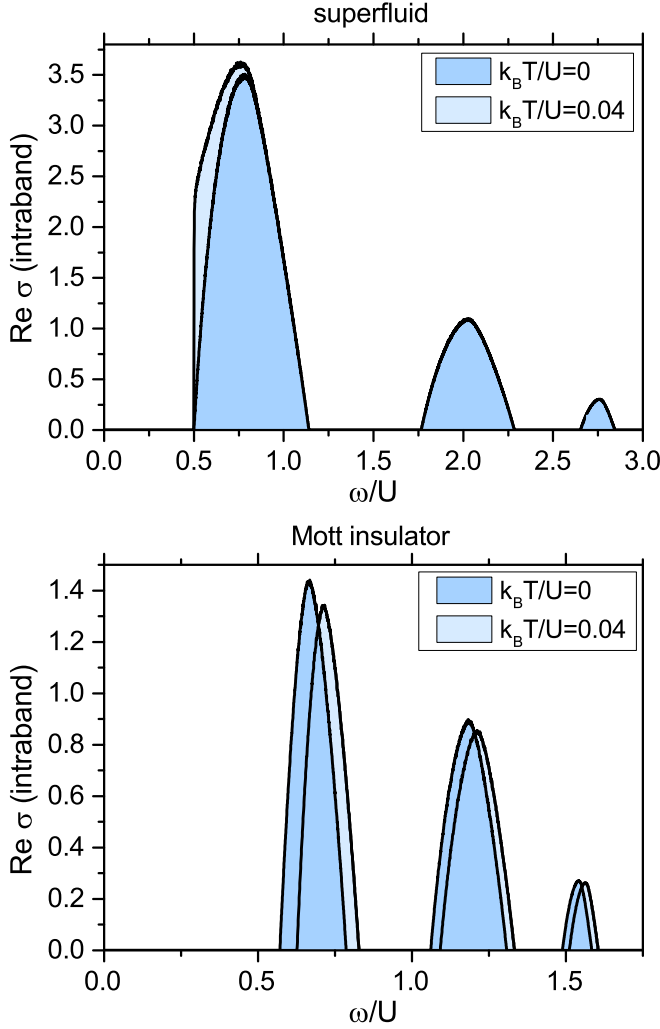 superfluid
k_BT/U=0
k_BT/U=0.04
Re σ (intraband)
3.5
3.0
2.5
2.0
1.5
1.0
0.5
0.0
0.0 0.5 1.0 1.5 2.0 2.5 3.0
ω/U
Mott insulator
k_BT/U=0
k_BT/U=0.04
Re σ (intraband)
1.4
1.2
1.0
0.8
0.6
0.4
0.2
0.0
0.0 0.5 1.0 1.5
ω/U